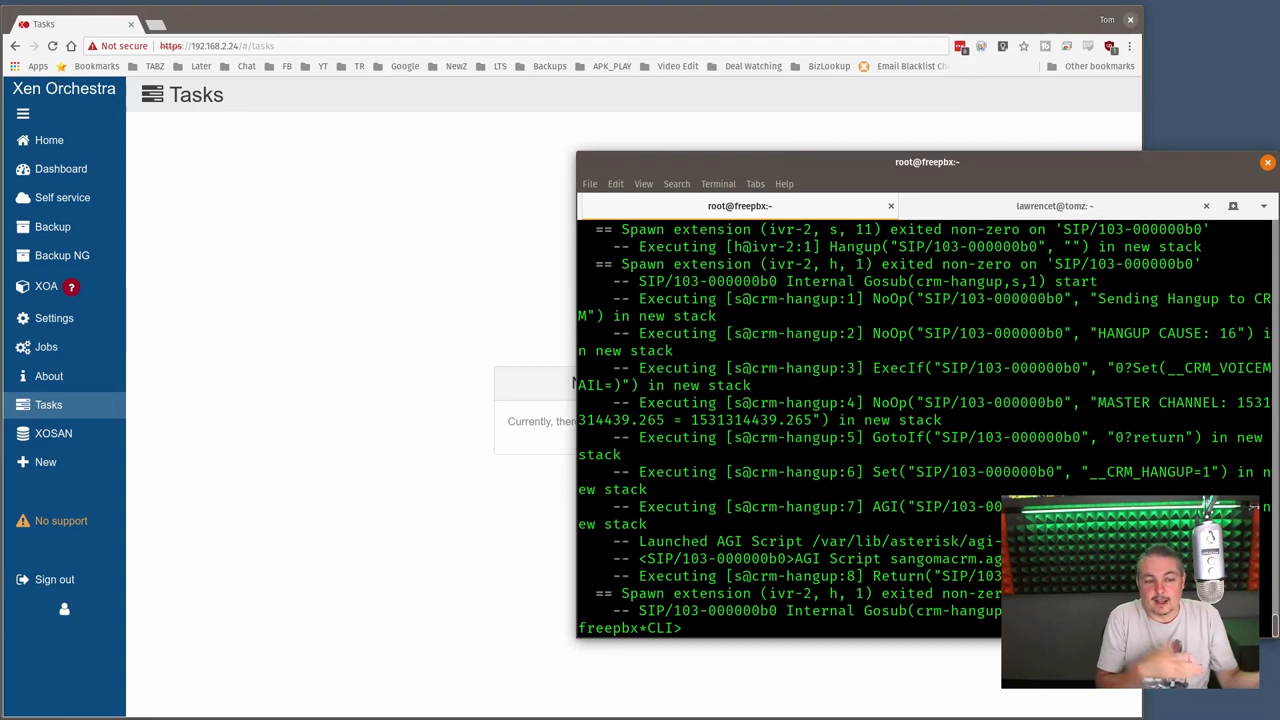 Tasks
Tom
Not secure https://192.168.2.24/#/tasks
Apps Bookmarks TABZ Later Chat FB YT TR Google NewZ LTS Backups APK_PLAY Video Edit Deal Watching BizLookup Email Blacklist Ch Other bookmarks
Xen Orchestra
Tasks
Home
Dashboard
Self service
Backup
Backup NG
XOA ?
Settings
Jobs
About
Tasks
XOSAN
New
No support
Sign out
Currently, ther
root@freepbx:~
File Edit View Search Terminal Tabs Help
root@freepbx:~ lawrencet@tomz: ~
== Spawn extension (ivr-2, s, 11) exited non-zero on 'SIP/103-000000b0'
-- Executing [h@ivr-2:1] Hangup("SIP/103-000000b0", "") in new stack
== Spawn extension (ivr-2, h, 1) exited non-zero on 'SIP/103-000000b0'
-- SIP/103-000000b0 Internal Gosub(crm-hangup,s,1) start
-- Executing [s@crm-hangup:1] NoOp("SIP/103-000000b0", "Sending Hangup to CR
M") in new stack
-- Executing [s@crm-hangup:2] NoOp("SIP/103-000000b0", "HANGUP CAUSE: 16") i
n new stack
-- Executing [s@crm-hangup:3] ExecIf("SIP/103-000000b0", "0?Set(__CRM_VOICEM
AIL=)") in new stack
-- Executing [s@crm-hangup:4] NoOp("SIP/103-000000b0", "MASTER CHANNEL: 1531
314439.265 = 1531314439.265") in new stack
-- Executing [s@crm-hangup:5] GotoIf("SIP/103-000000b0", "0?return") in new
stack
-- Executing [s@crm-hangup:6] Set("SIP/103-000000b0", "__CRM_HANGUP=1") in n
ew stack
-- Executing [s@crm-hangup:7] AGI("SIP/103-00
ew stack
-- Launched AGI Script /var/lib/asterisk/agi-
-- <SIP/103-000000b0>AGI Script sangomacrm.ag
-- Executing [s@crm-hangup:8] Return("SIP/103
== Spawn extension (ivr-2, h, 1) exited non-zer
-- SIP/103-000000b0 Internal Gosub(crm-hangup
freepbx*CLI>